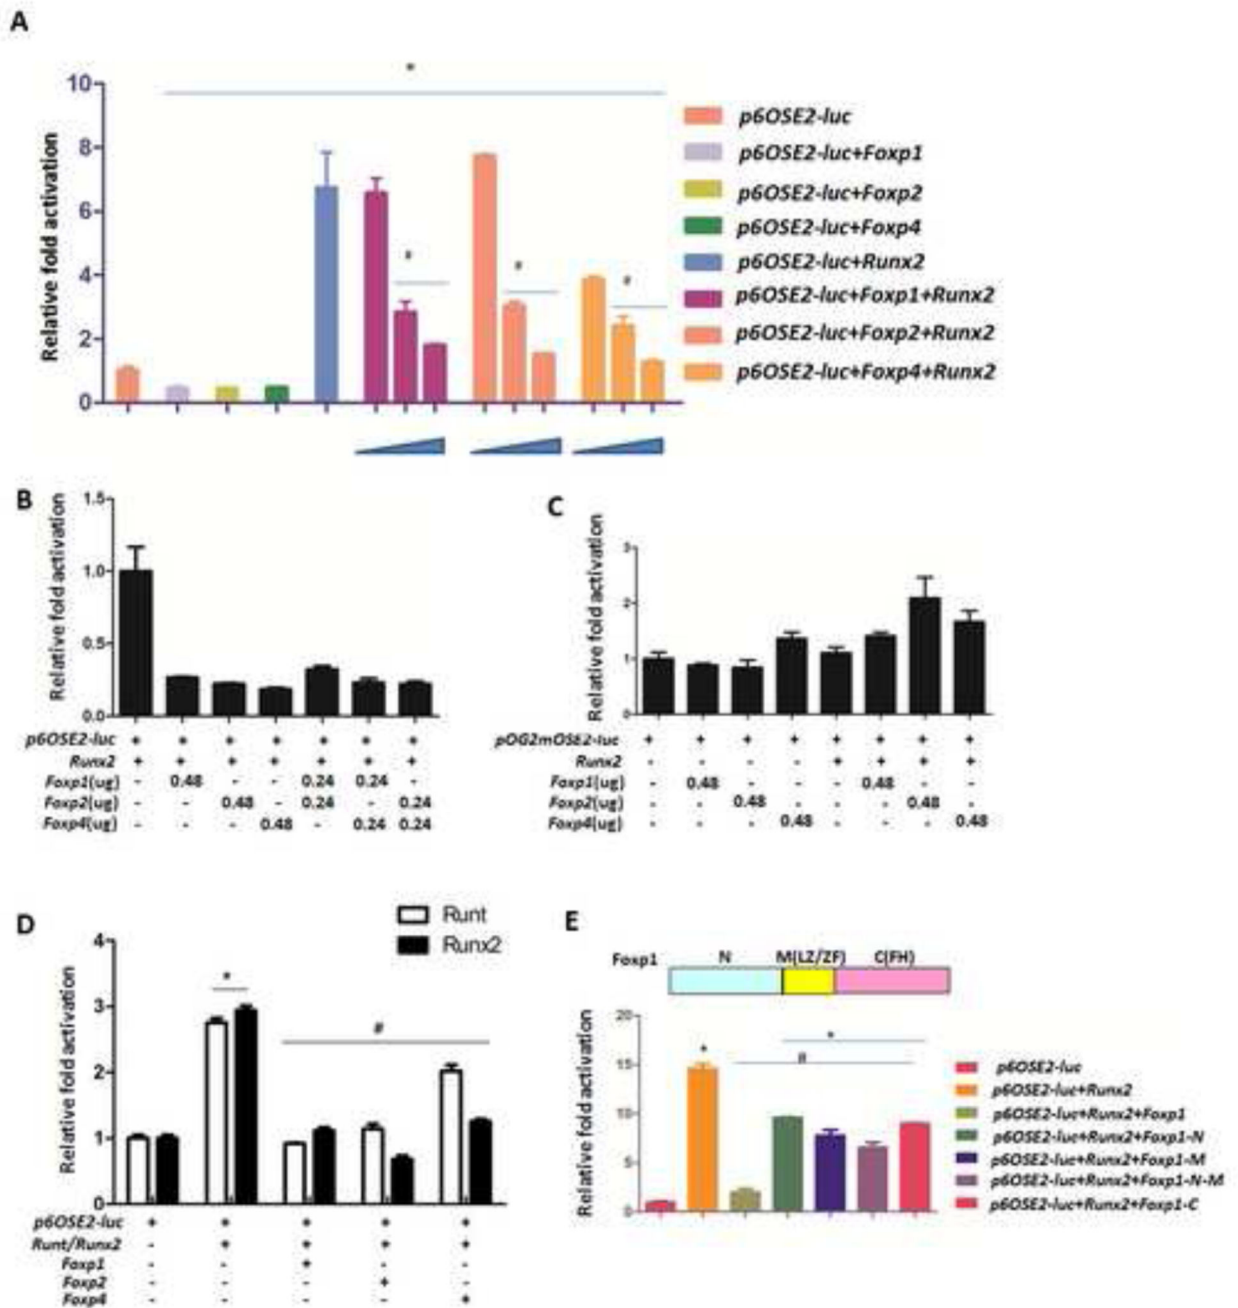 A
*
10
8
6
4
2
0
Relative fold activation
#
#
#
p6OSE2-luc
p6OSE2-luc+Foxp1
p6OSE2-luc+Foxp2
p6OSE2-luc+Foxp4
p6OSE2-luc+Runx2
p6OSE2-luc+Foxp1+Runx2
p6OSE2-luc+Foxp2+Runx2
p6OSE2-luc+Foxp4+Runx2
B
1.5
1.0
0.5
0.0
Relative fold activation
p6OSE2-luc + + + + + + +
Runx2 + + + + + + +
Foxp1(ug) - 0.48 - - 0.24 0.24 -
Foxp2(ug) - - 0.48 - 0.24 - 0.24
Foxp4(ug) - - - 0.48 - 0.24 0.24
C
3
2
1
0
Relative fold activation
pOG2mOSE2-luc + + + + + + + +
Runx2 - - - - + + + +
Foxp1(ug) - 0.48 - - - 0.48 - -
Foxp2(ug) - - 0.48 - - - 0.48 -
Foxp4(ug) - - - 0.48 - - - 0.48
D
Runt
Runx2
4
3
2
1
0
Relative fold activation
*
#
p6OSE2-luc + + + + +
Runt/Runx2 - + + + +
Foxp1 - - + - -
Foxp2 - - - + -
Foxp4 - - - - +
E
Foxp1 N M(LZ/ZF) C(FH)
20
15
10
5
0
Relative fold activation
*
*
#
p6OSE2-luc
p6OSE2-luc+Runx2
p6OSE2-luc+Runx2+Foxp1
p6OSE2-luc+Runx2+Foxp1-N
p6OSE2-luc+Runx2+Foxp1-M
p6OSE2-luc+Runx2+Foxp1-N-M
p6OSE2-luc+Runx2+Foxp1-C